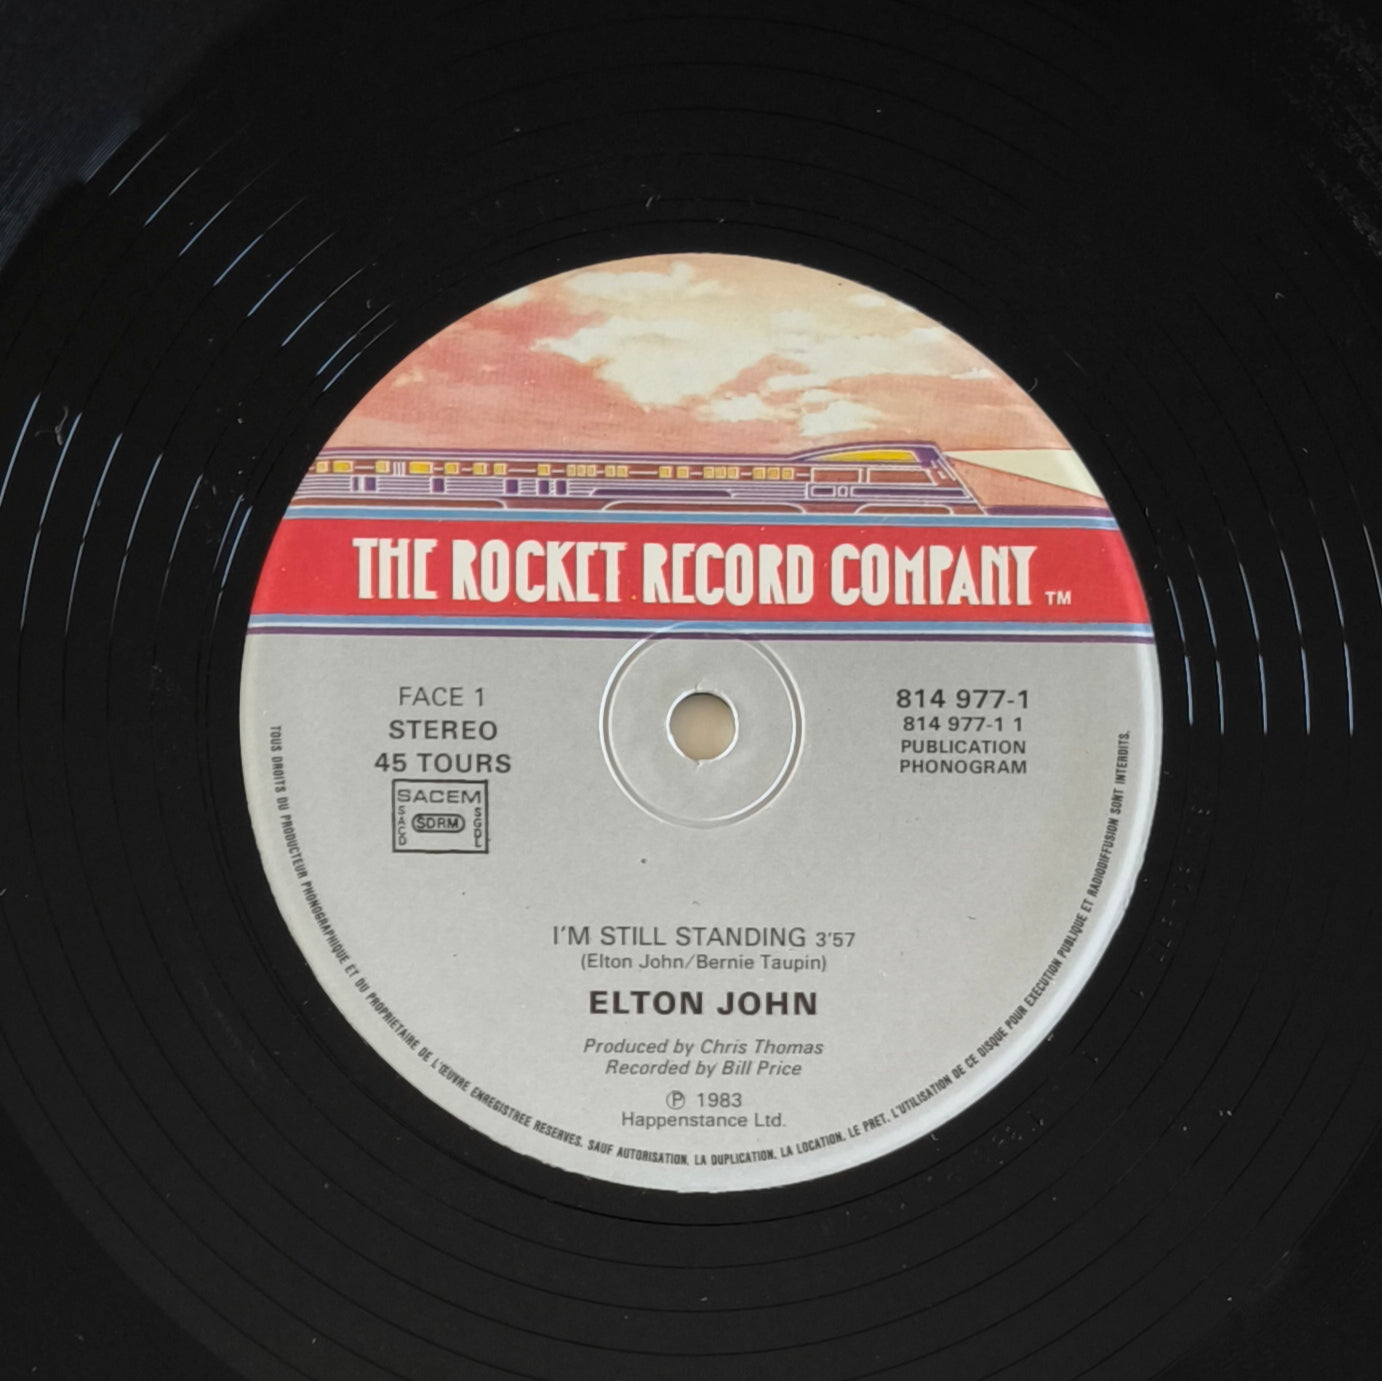 THE ROCKET RECORD COMPANY TM
FACE 1
STEREO
45 TOURS
SACEM
SACD
SDRM
SGDL
814 977-1
814 977-1 1
PUBLICATION
PHONOGRAM
I'M STILL STANDING 3'57
(Elton John/Bernie Taupin)
ELTON JOHN
Produced by Chris Thomas
Recorded by Bill Price
℗ 1983
Happenstance Ltd.
TOUS DROITS DU PRODUCTEUR PHONOGRAPHIQUE ET DU PROPRIETAIRE DE L'ŒUVRE ENREGISTREE RESERVES. SAUF AUTORISATION, LA DUPLICATION, LA LOCATION, LE PRET, L'UTILISATION DE CE DISQUE POUR EXECUTION PUBLIQUE ET RADIODIFFUSION SONT INTERDITS.